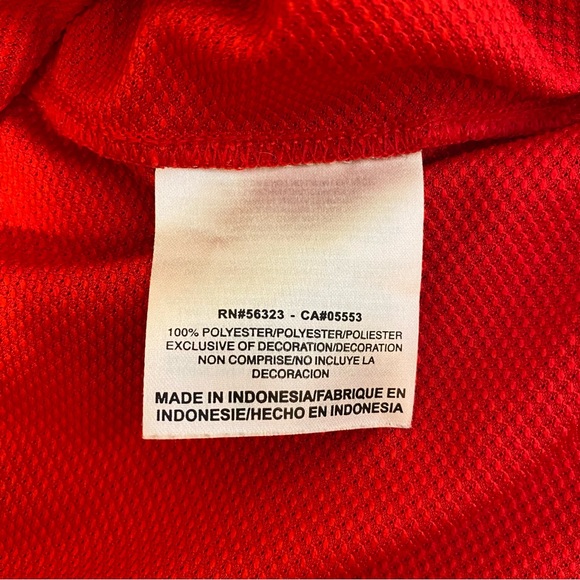 RN#56323 - CA#05553
100% POLYESTER/POLYESTER/POLIESTER
EXCLUSIVE OF DECORATION/DECORATION
NON COMPRISE/NO INCLUYE LA
DECORACION
MADE IN INDONESIA/FABRIQUE EN
INDONESIE/HECHO EN INDONESIA